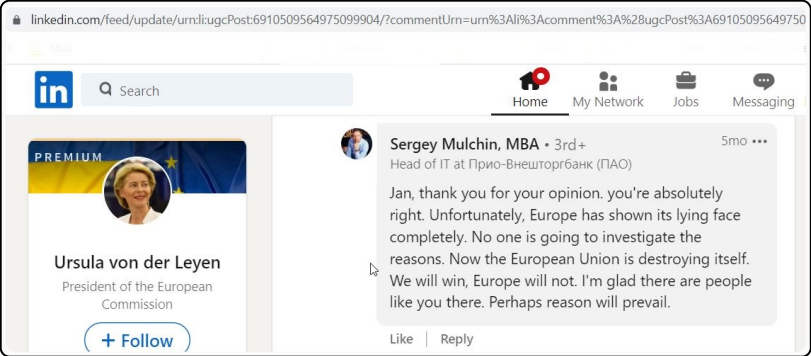 linkedin.com/feed/update/urn:li:ugcPost:6910509564975099904/?commentUrn=urn%3Ali%3Acomment%3A%28ugcPost%3A69105095649750
in
Search
Home
My Network
Jobs
Messaging
PREMIUM
Ursula von der Leyen
President of the European
Commission
+ Follow
Sergey Mulchin, MBA • 3rd+
5mo •••
Head of IT at Прио-Внешторгбанк (ПАО)
Jan, thank you for your opinion. you're absolutely
right. Unfortunately, Europe has shown its lying face
completely. No one is going to investigate the
reasons. Now the European Union is destroying itself.
We will win, Europe will not. I'm glad there are people
like you there. Perhaps reason will prevail.
Like | Reply